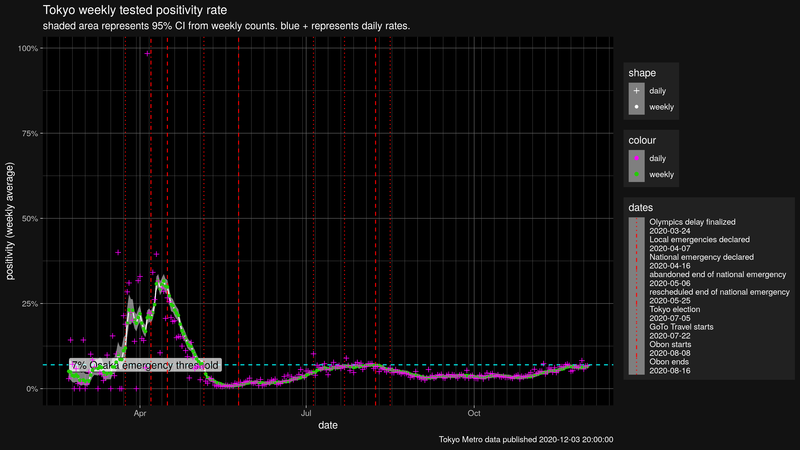 Tokyo weekly tested positivity rate
shaded area represents 95% CI from weekly counts. blue + represents daily rates.
positivity (weekly average)
100%
75%
50%
25%
0%
7% Osaka emergency threshold
Apr
Jul
Oct
date
shape
daily
weekly
colour
daily
weekly
dates
Olympics delay finalized
2020-03-24
Local emergencies declared
2020-04-07
National emergency declared
2020-04-16
abandoned end of national emergency
2020-05-06
rescheduled end of national emergency
2020-05-25
Tokyo election
2020-07-05
GoTo Travel starts
2020-07-22
Obon starts
2020-08-08
Obon ends
2020-08-16
Tokyo Metro data published 2020-12-03 20:00:00